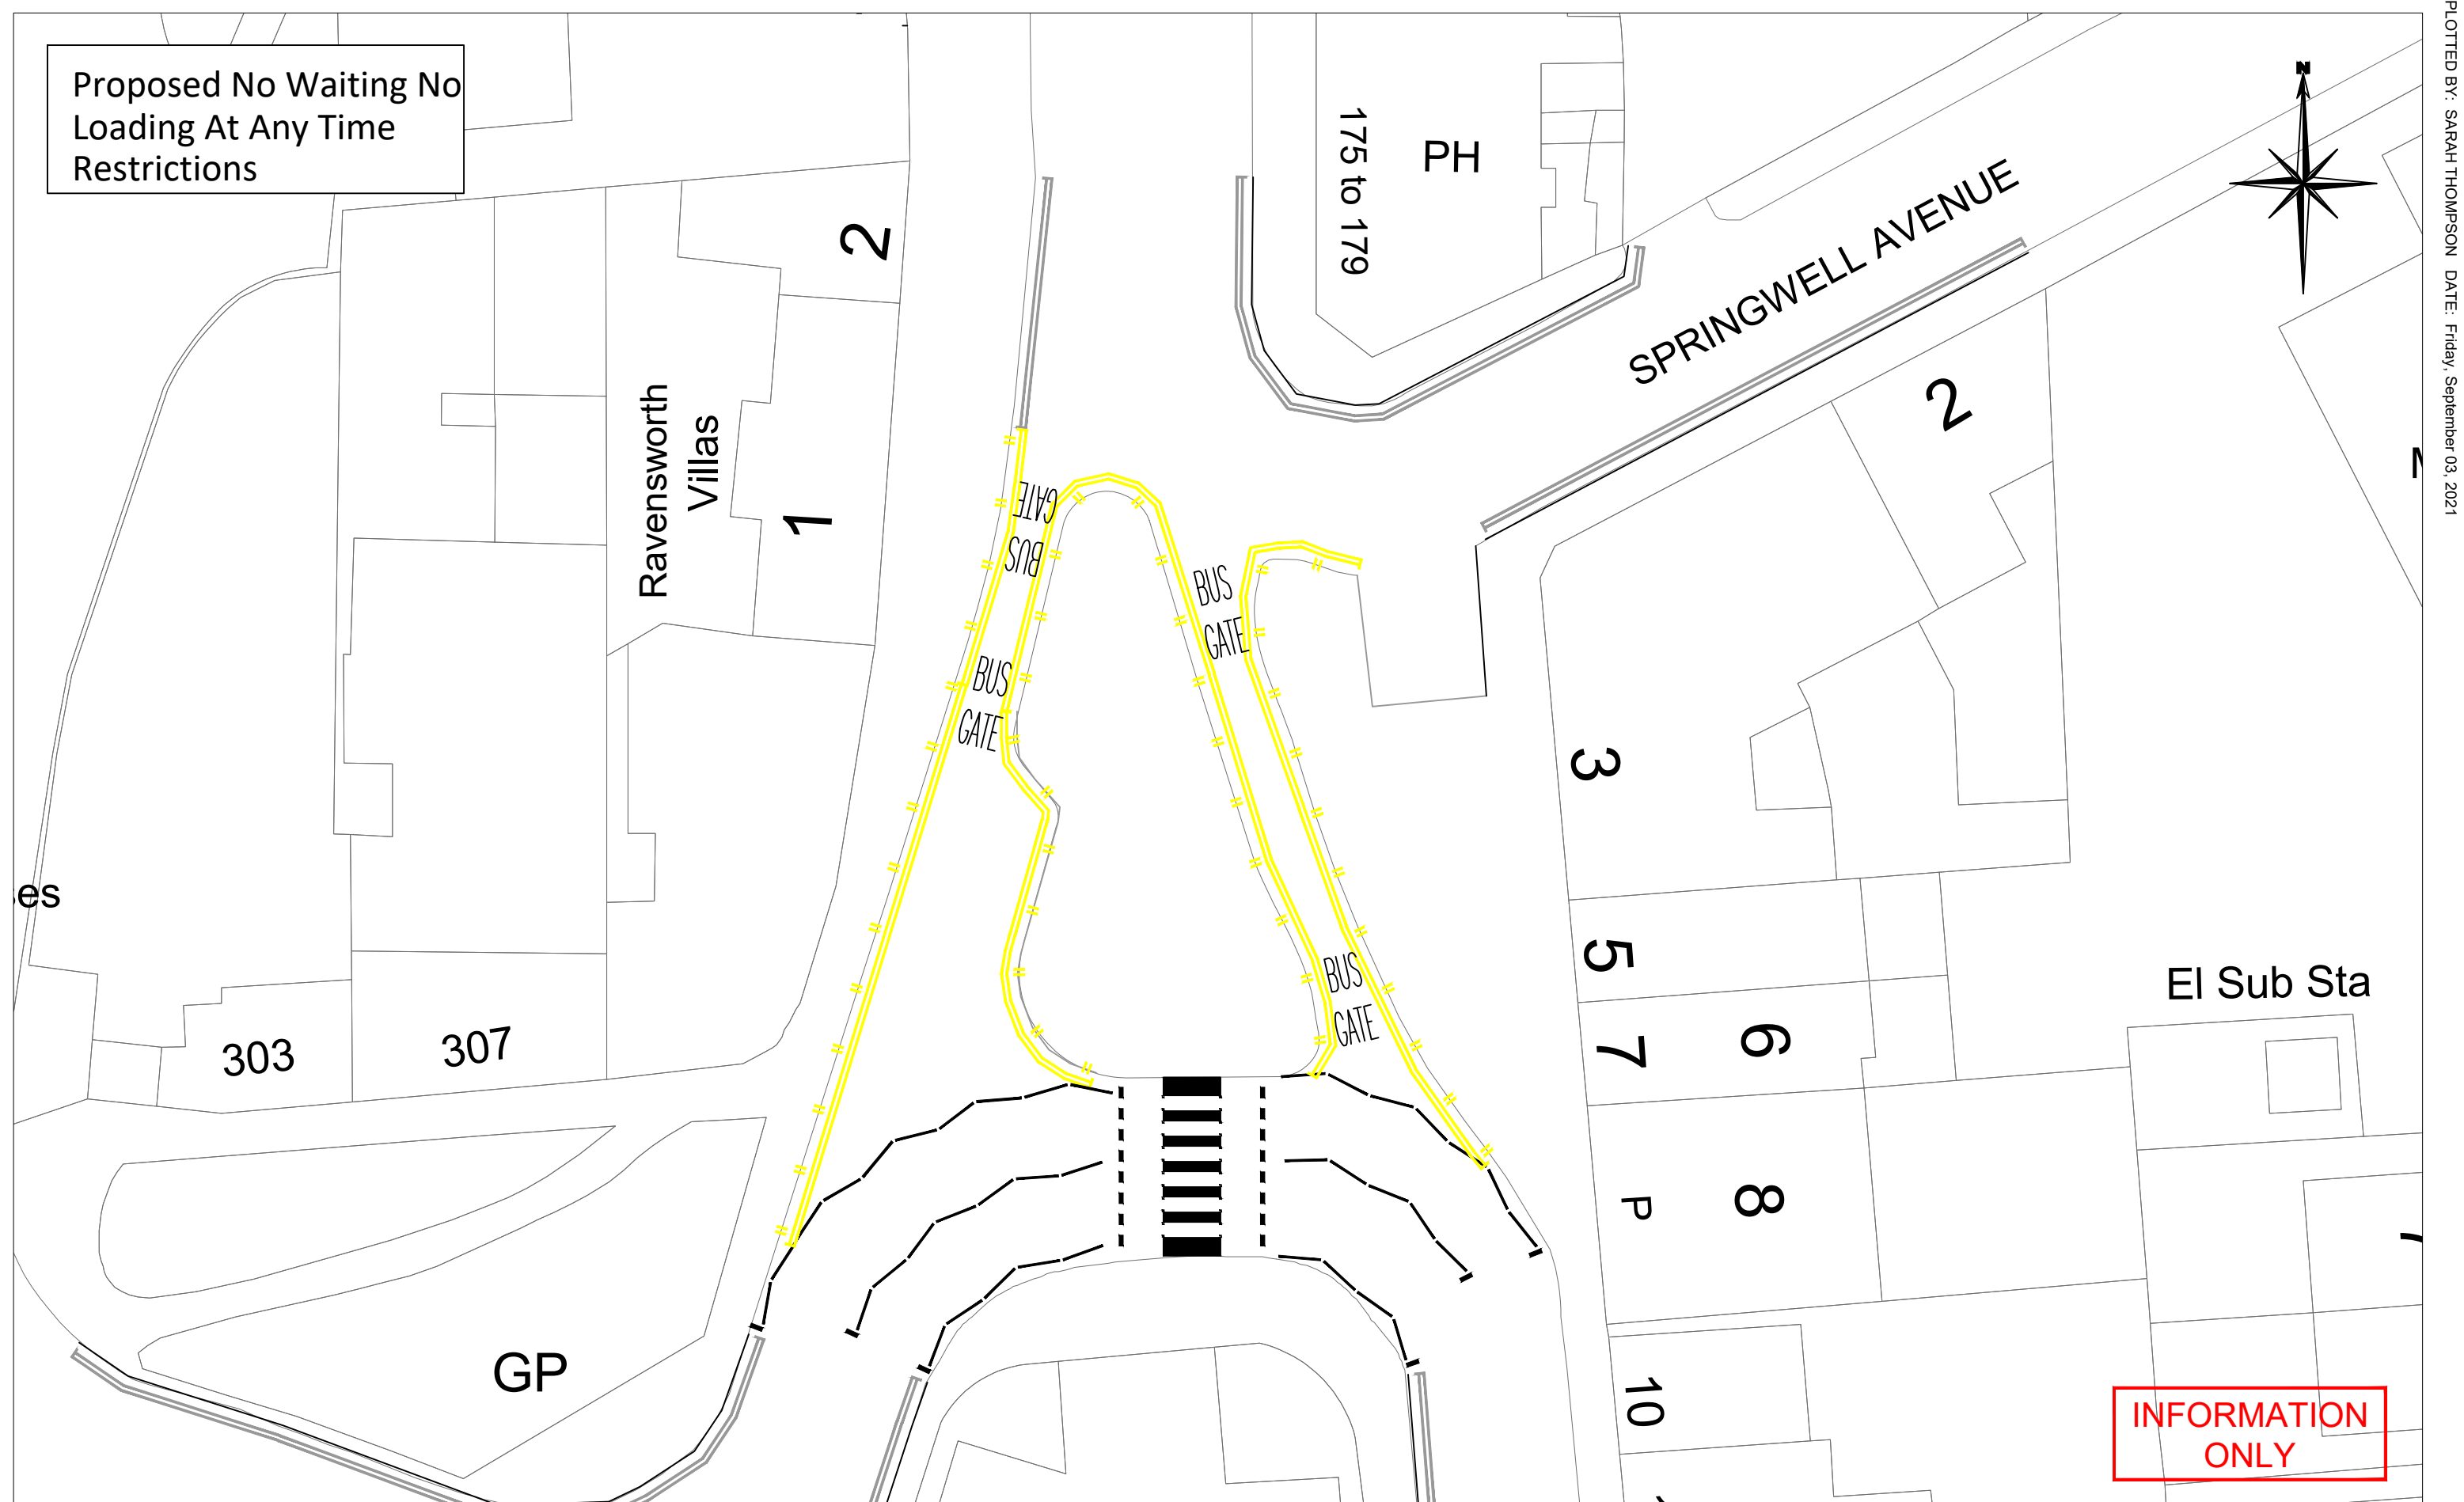 Proposed No Waiting No
Loading At Any Time
Restrictions
PLOTTED BY: SARAH THOMPSON DATE: Friday, September 03, 2021
N
175 to 179
PH
SPRINGWELL AVENUE
2
2
Ravensworth
Villas
1
GATE
BUS
BUS
GATE
BUS
GATE
3
es
5
BUS
GATE
El Sub Sta
303
307
7
6
P
8
GP
10
INFORMATION
ONLY